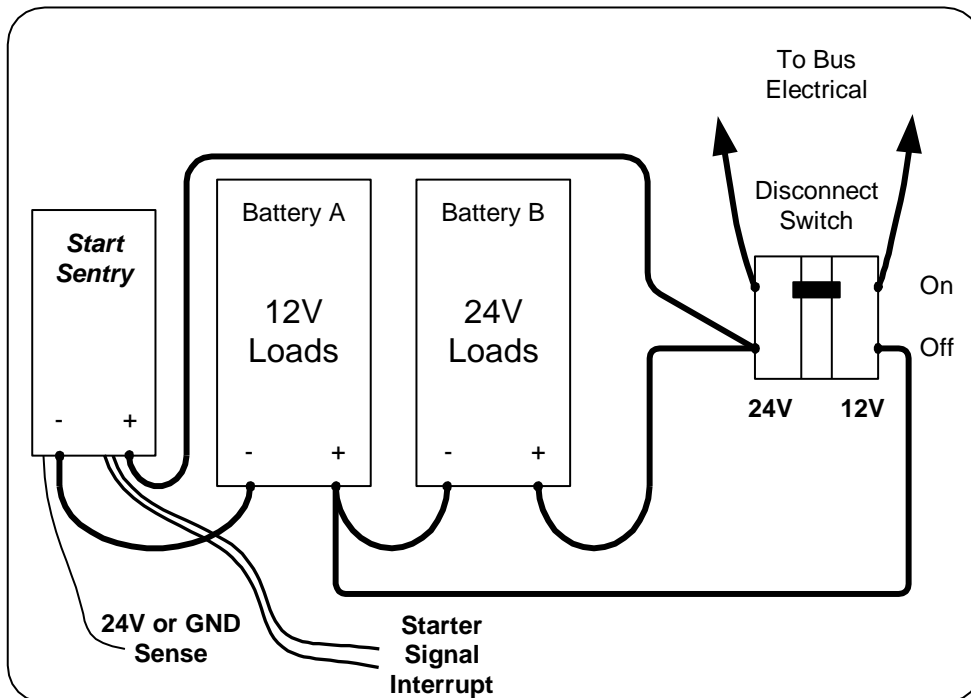 To Bus
Electrical
Disconnect
Switch
Start
Sentry
Battery A
12V
Loads
Battery B
24V
Loads
On
Off
24V
12V
- +
- +
- +
24V or GND
Sense
Starter
Signal
Interrupt